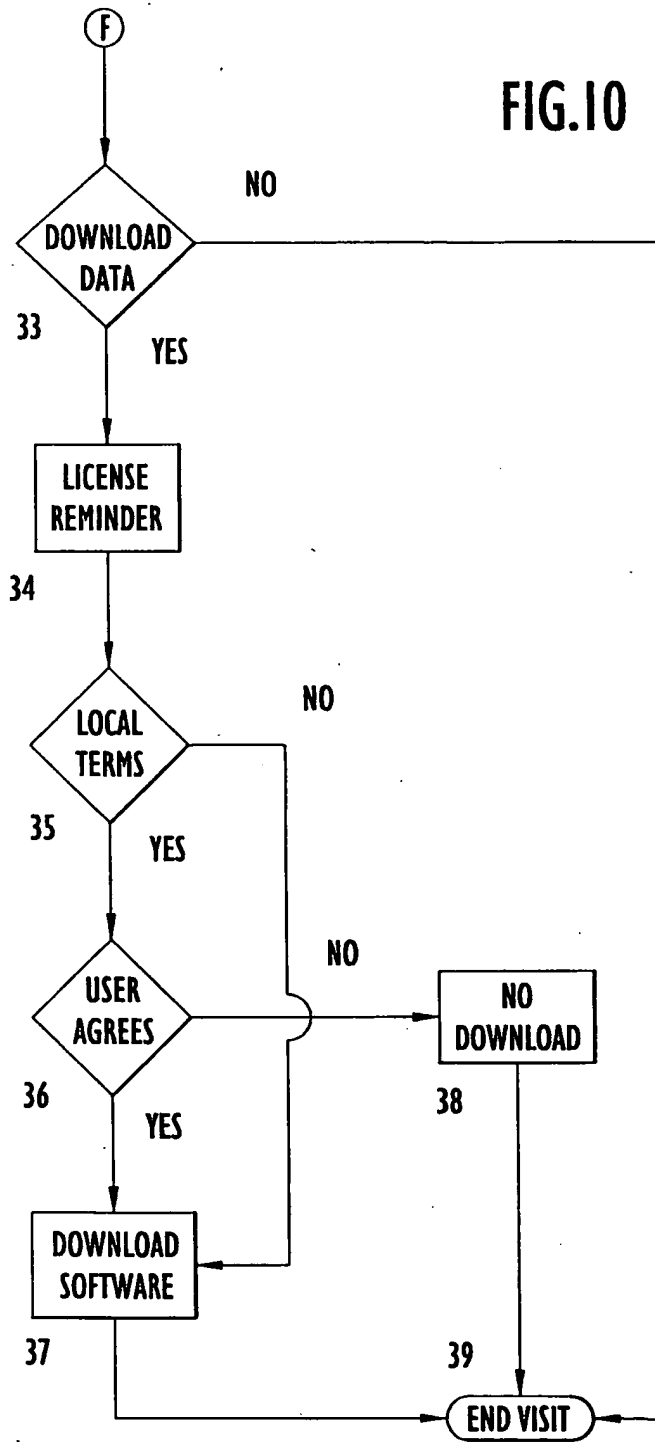 F
FIG.10
NO
DOWNLOAD
DATA
33
YES
LICENSE
REMINDER
34
NO
LOCAL
TERMS
35
YES
NO
USER
AGREES
NO
DOWNLOAD
36
38
YES
DOWNLOAD
SOFTWARE
37
39
END VISIT